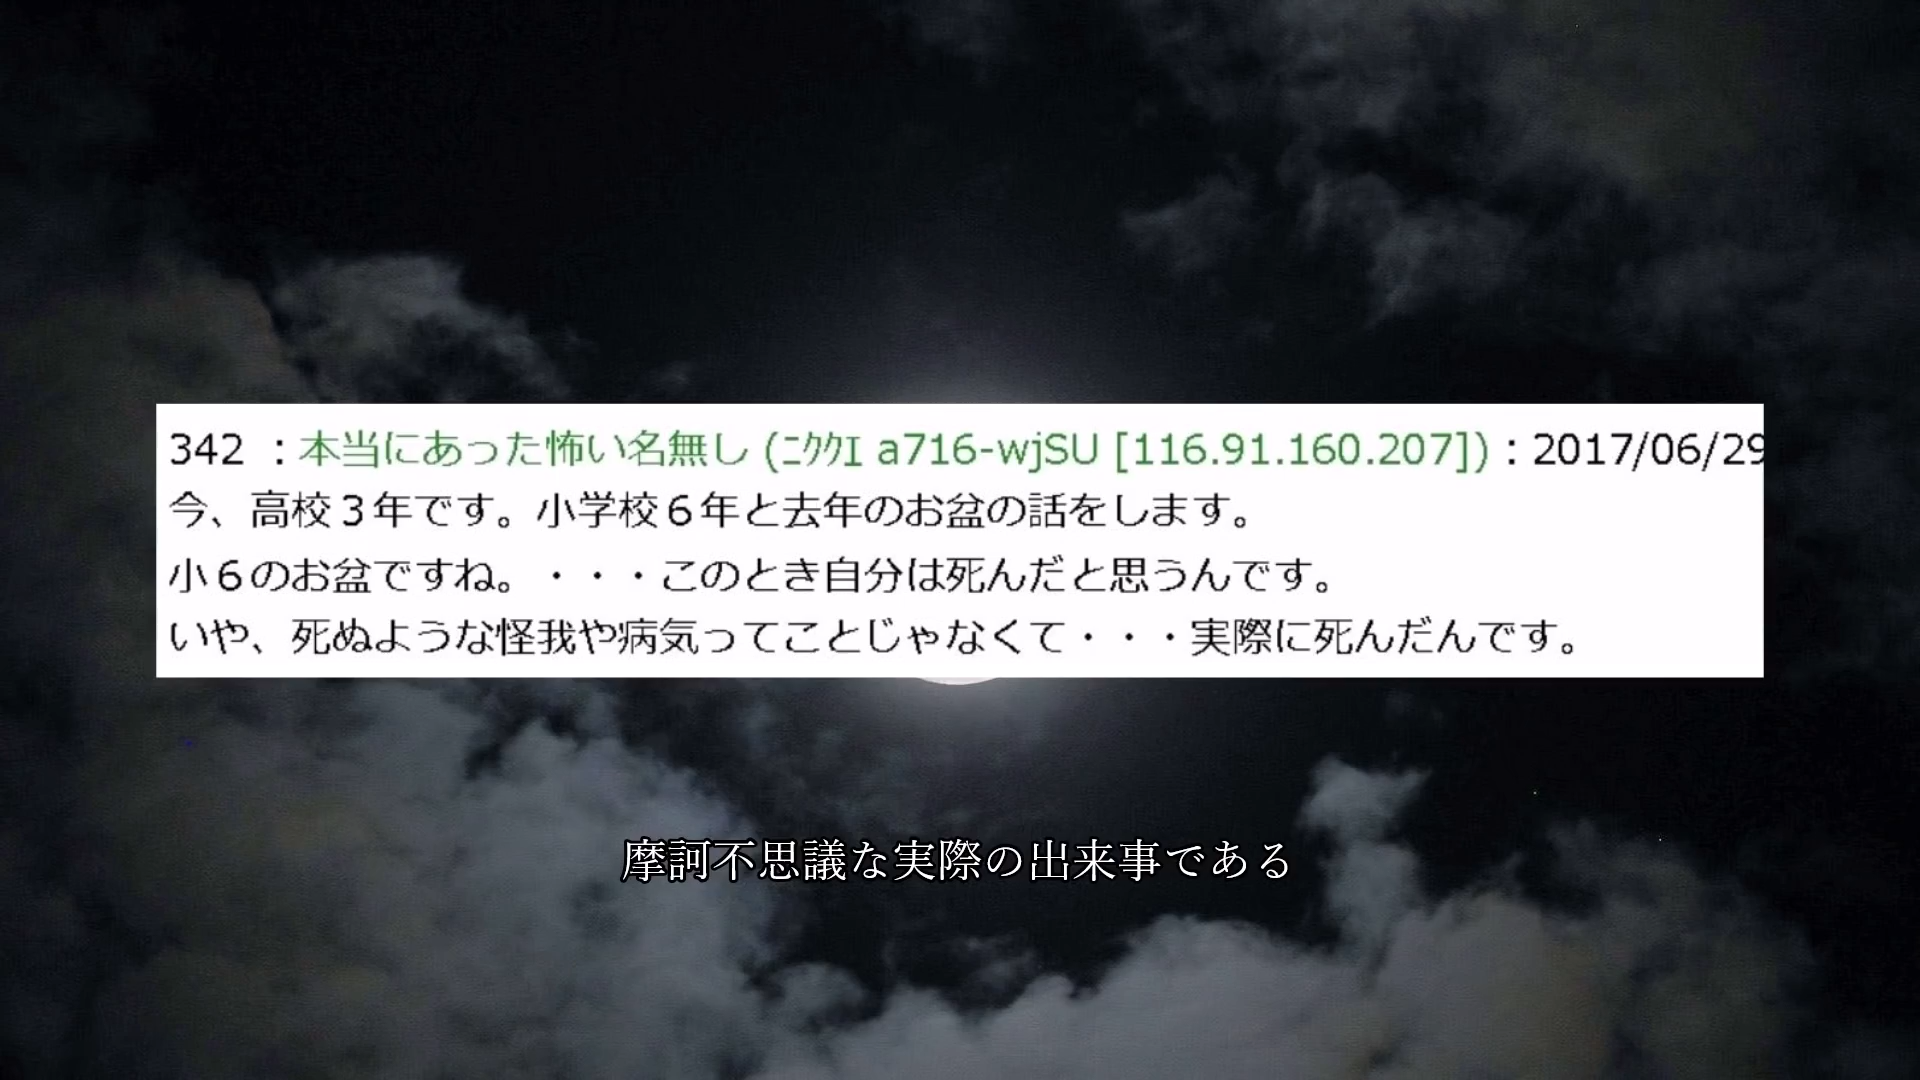 342 ：本当にあった怖い名無し (ﾆｸｸｴ a716-wjSU [116.91.160.207])：2017/06/29
今、高校３年です。小学校６年と去年のお盆の話をします。
小６のお盆ですね。・・・このとき自分は死んだと思うんです。
いや、死ぬような怪我や病気ってことじゃなくて・・・実際に死んだんです。
摩訶不思議な実際の出来事である